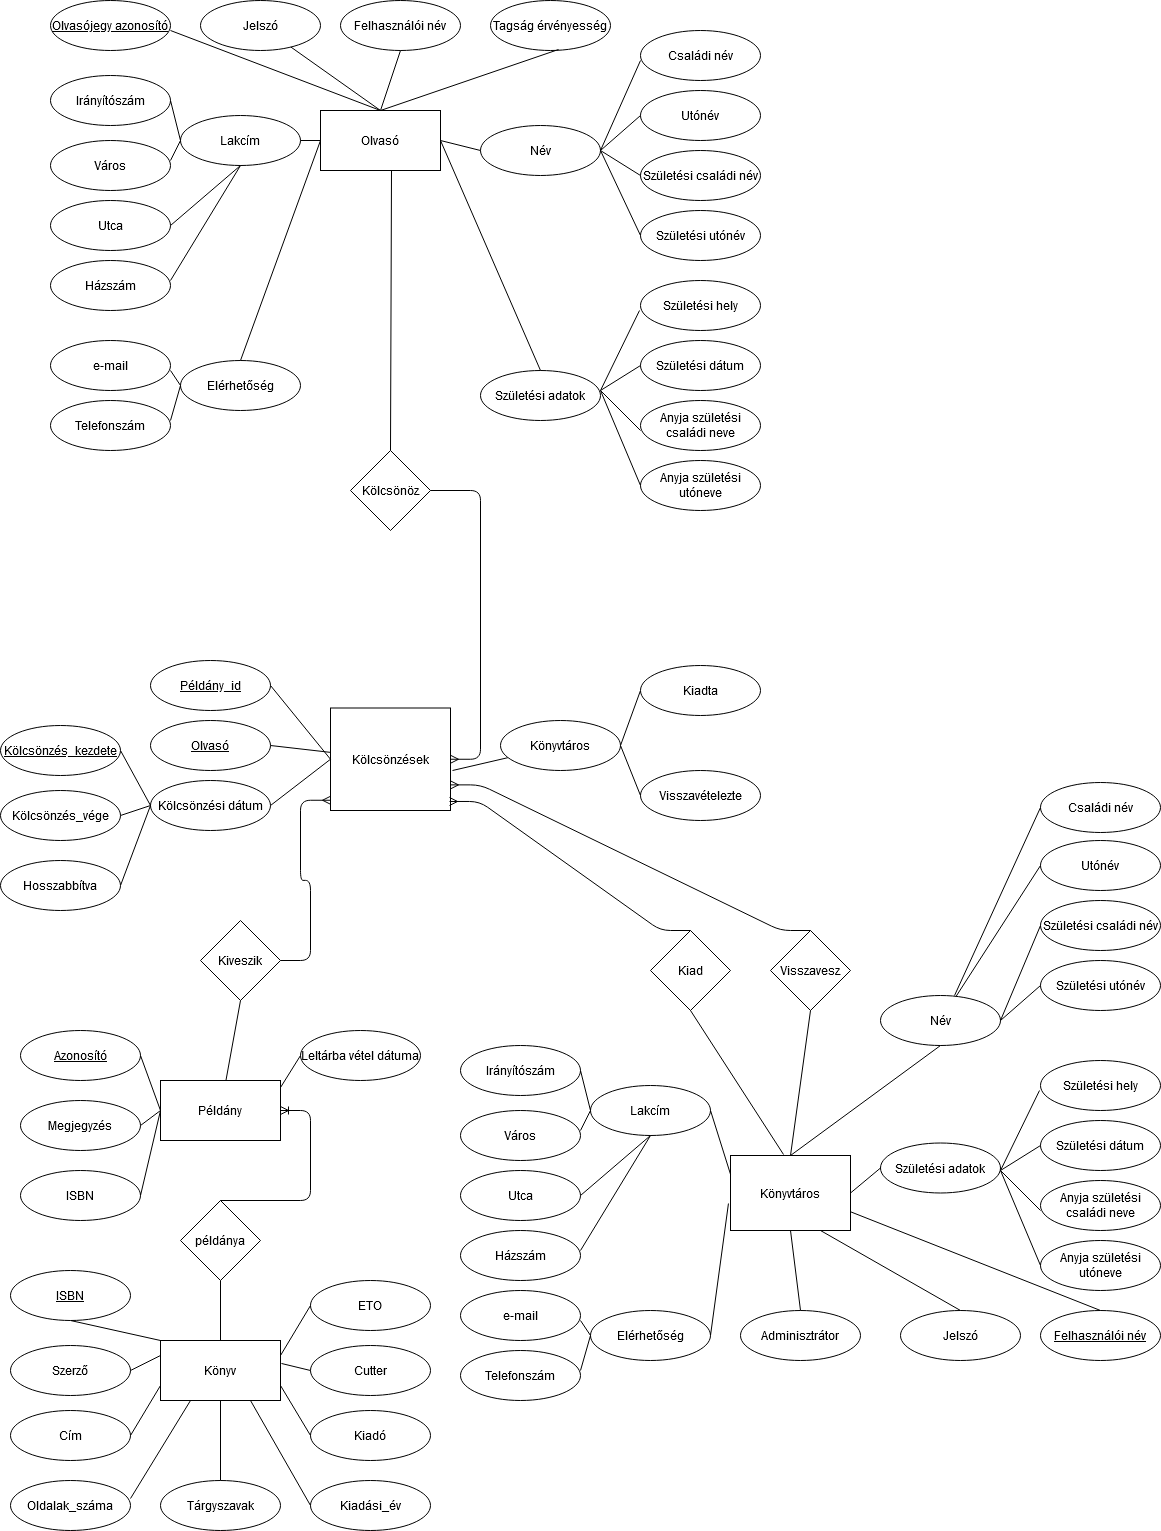 Olvasójegy azonosító
Jelszó
Felhasználói név
Tagság érvényesség
Családi név
Irányítószám
Utónév
Lakcím
Olvasó
Név
Város
Születési családi név
Utca
Születési utónév
Házszám
Születési hely
e-mail
Születési dátum
Elérhetőség
Születési adatok
Telefonszám
Anyja születési
családi neve
Anyja születési
utóneve
Kölcsönöz
Példány_id
Kiadta
Olvasó
Könyvtáros
Kölcsönzés_kezdete
Kölcsönzések
Kölcsönzési dátum
Visszavételezte
Kölcsönzés_vége
Családi név
Utónév
Hosszabbítva
Születési családi név
Kiveszik
Kiad
Visszavesz
Születési utónév
Név
Azonosító
Leltárba vétel dátuma
Irányítószám
Születési hely
Példány
Lakcím
Megjegyzés
Város
Születési dátum
Születési adatok
ISBN
Utca
Könyvtáros
Anyja születési
családi neve
példánya
Házszám
Anyja születési
utóneve
ISBN
ETO
e-mail
Elérhetőség
Adminisztrátor
Jelszó
Felhasználói név
Szerző
Könyv
Cutter
Telefonszám
Cím
Kiadó
Oldalak_száma
Tárgyszavak
Kiadási_év